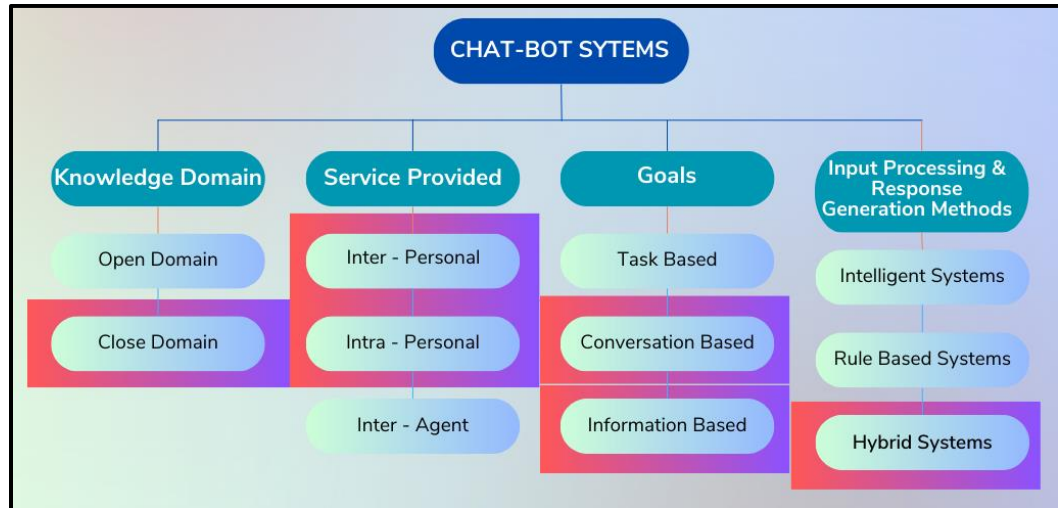 CHAT-BOT SYTEMS
Knowledge Domain
Service Provided
Goals
Input Processing &
Response
Generation Methods
Open Domain
Close Domain
Inter - Personal
Intra - Personal
Inter - Agent
Task Based
Conversation Based
Information Based
Intelligent Systems
Rule Based Systems
Hybrid Systems